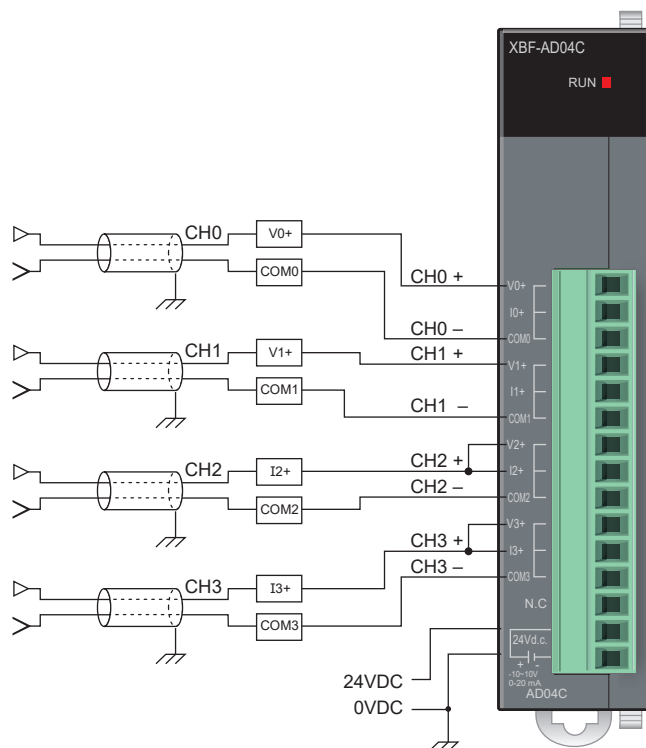 XBF-AD04C
RUN
CH0 V0+
COM0
CH0 +
V0+
I0+
CH0 –
COM0
CH1 V1+
CH1 +
V1+
I1+
COM1
CH1 –
COM1
V2+
CH2 I2+
CH2 +
I2+
COM2
CH2 –
COM2
V3+
CH3 +
I3+
CH3 I3+
CH3 –
COM3
COM3
N.C
24Vd.c.
+ -
-10~10V
0-20 mA
24VDC
AD04C
0VDC